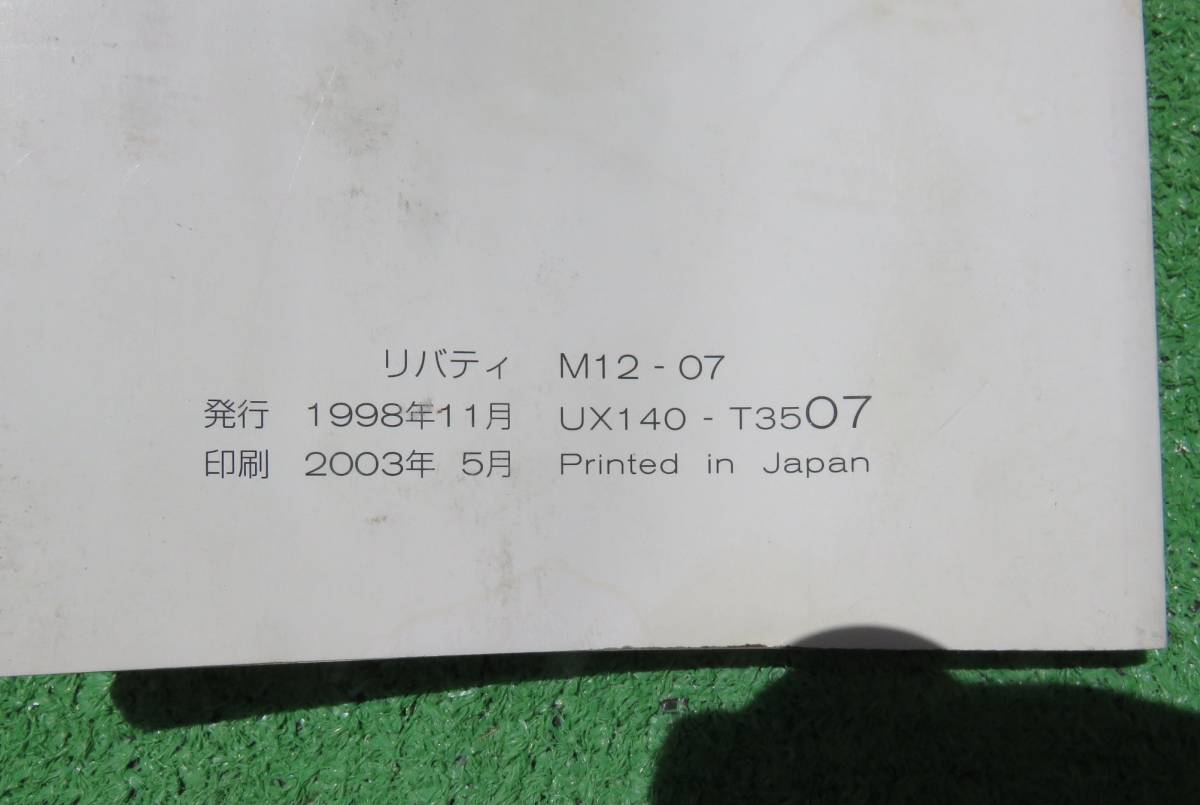 リバティ M12 - 07
発行 1998年11月 UX140 - T3507
印刷 2003年 5月 Printed in Japan